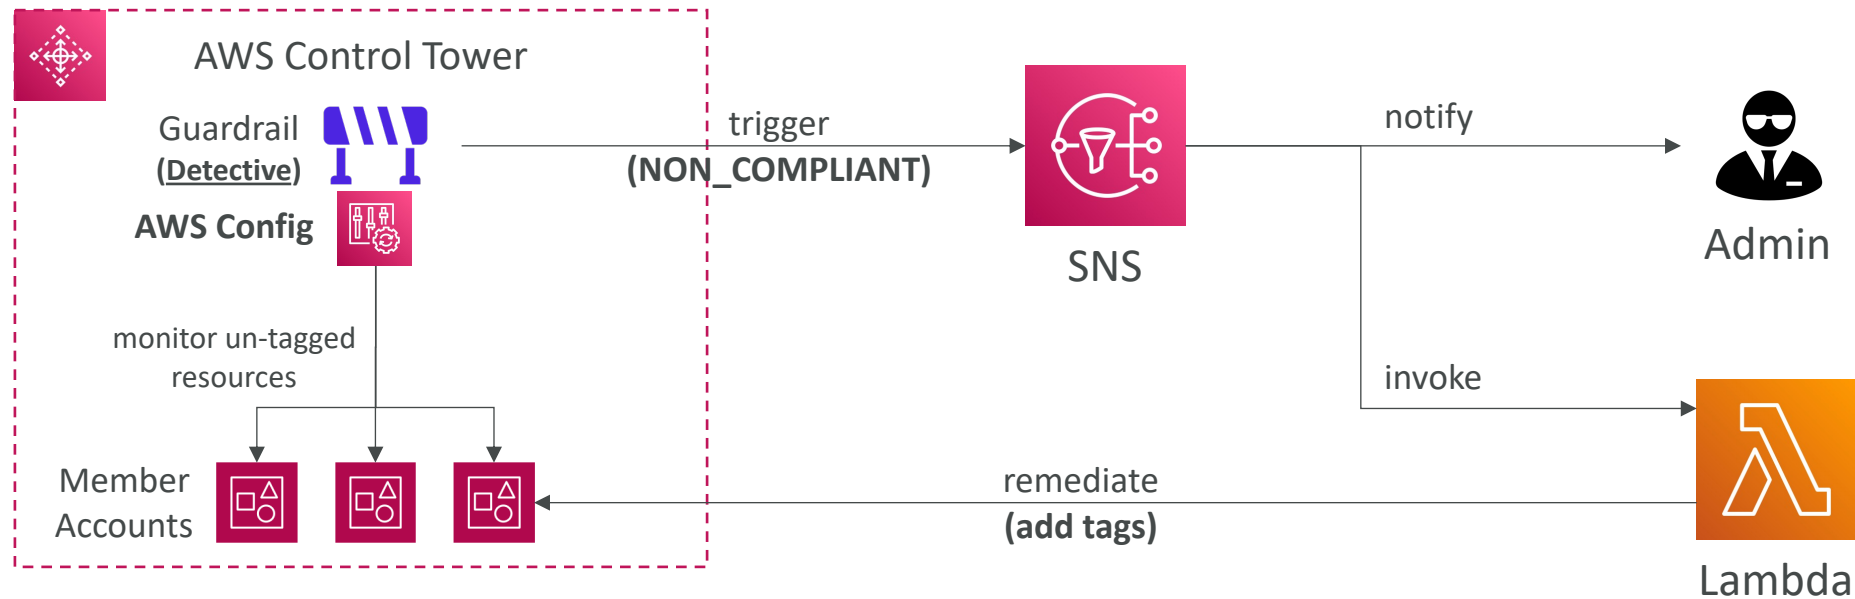 AWS Control Tower
Guardrail
(Detective)
AWS Config
monitor un-tagged
resources
Member
Accounts
trigger
(NON_COMPLIANT)
SNS
notify
Admin
invoke
Lambda
remediate
(add tags)